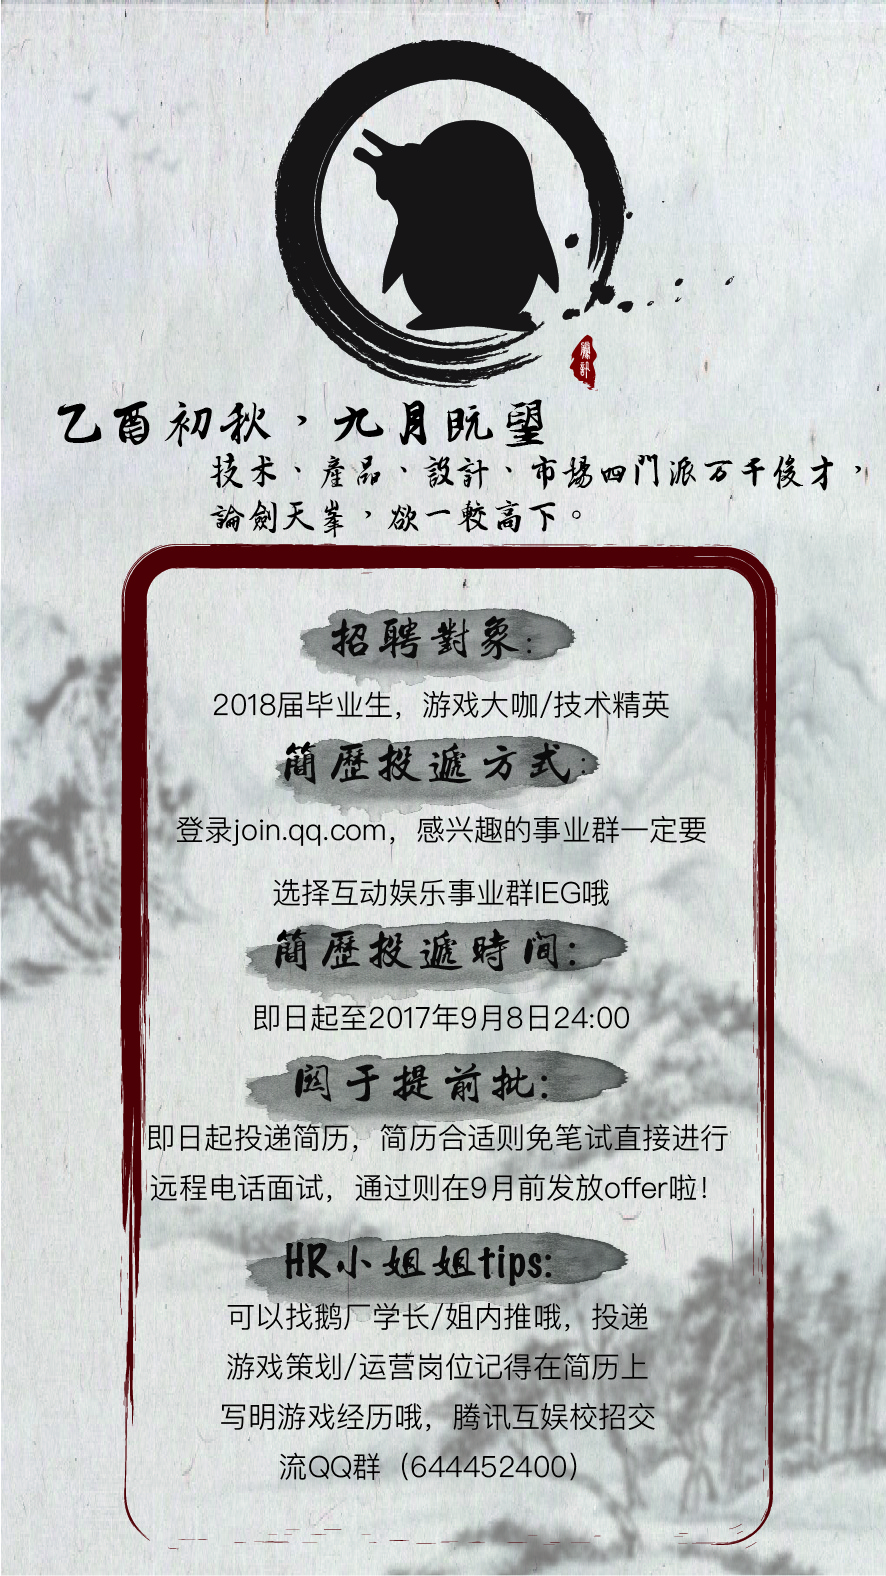 騰訊
乙酉初秋，九月既望
技术、產品、設計、市場四門派万千俊才，
論劍天峯，欲一較高下。
招聘對象：
2018届毕业生，游戏大咖/技术精英
簡歷投遞方式：
登录join.qq.com，感兴趣的事业群一定要
选择互动娱乐事业群IEG哦
簡歷投遞時间：
即日起至2017年9月8日24:00
関于提前批：
即日起投递简历，简历合适则免笔试直接进行
远程电话面试，通过则在9月前发放offer啦！
HR小姐姐tips:
可以找鹅厂学长/姐内推哦，投递
游戏策划/运营岗位记得在简历上
写明游戏经历哦，腾讯互娱校招交
流QQ群（644452400）